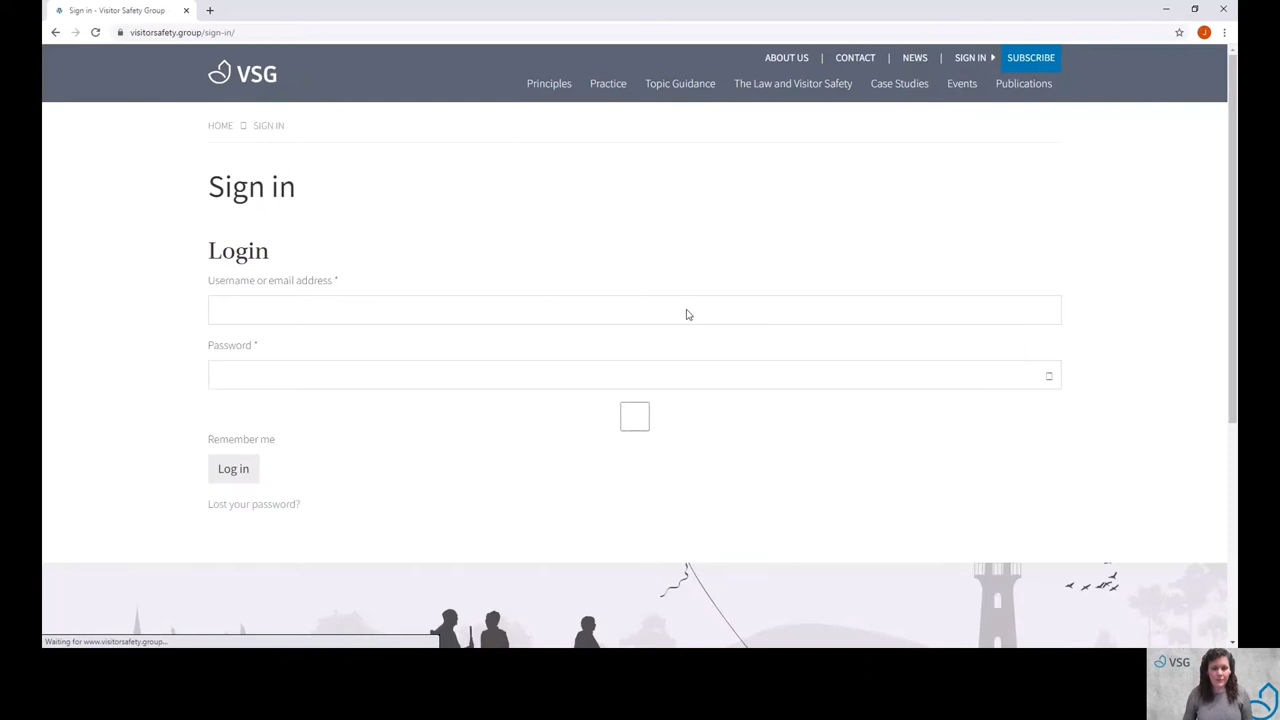 Sign in - Visitor Safety Group
visitorsafety.group/sign-in/
J
VSG
ABOUT US | CONTACT | NEWS | SIGN IN SUBSCRIBE
Principles Practice Topic Guidance The Law and Visitor Safety Case Studies Events Publications
HOME SIGN IN
Sign in
Login
Username or email address *
Password *
Remember me
Log in
Lost your password?
Waiting for www.visitorsafety.group...
VSG